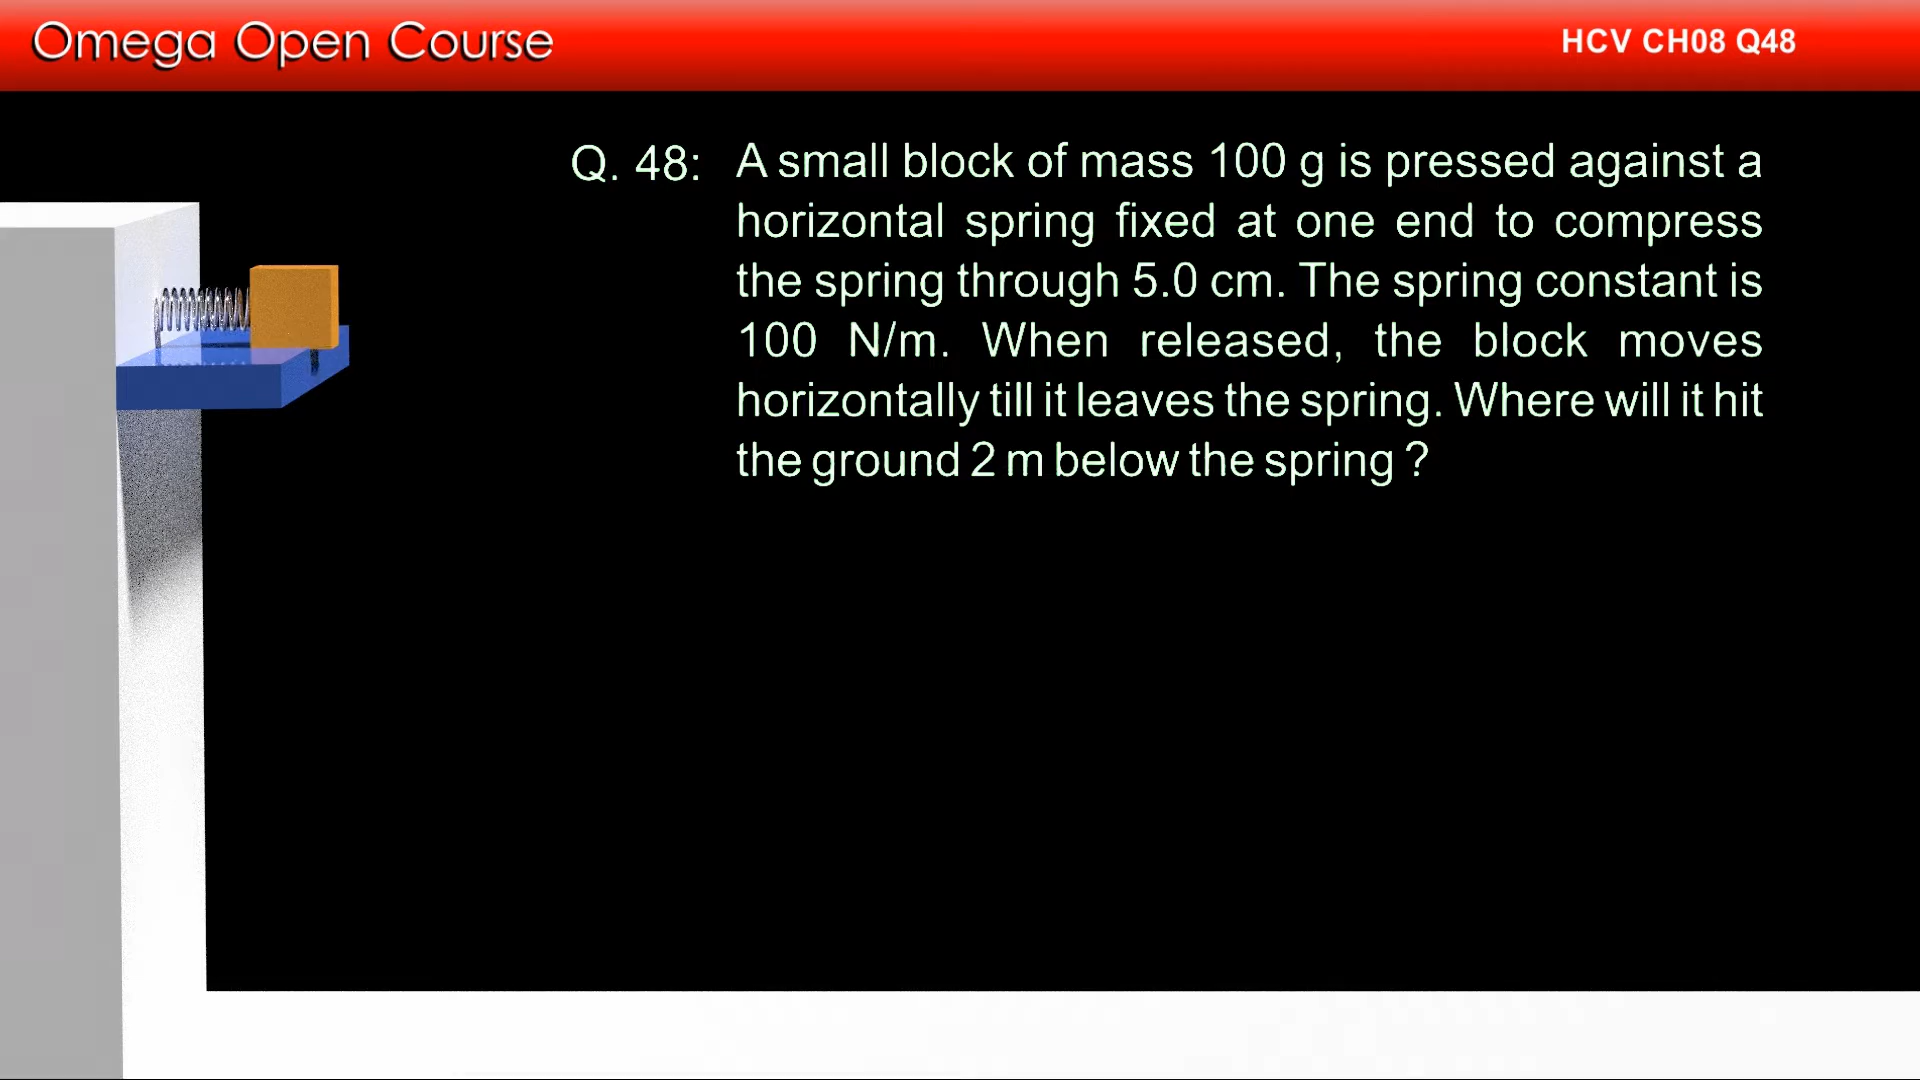 Omega Open Course
HCV CH08 Q48
Q. 48: A small block of mass 100 g is pressed against a
horizontal spring fixed at one end to compress
the spring through 5.0 cm. The spring constant is
100 N/m. When released, the block moves
horizontally till it leaves the spring. Where will it hit
the ground 2 m below the spring ?